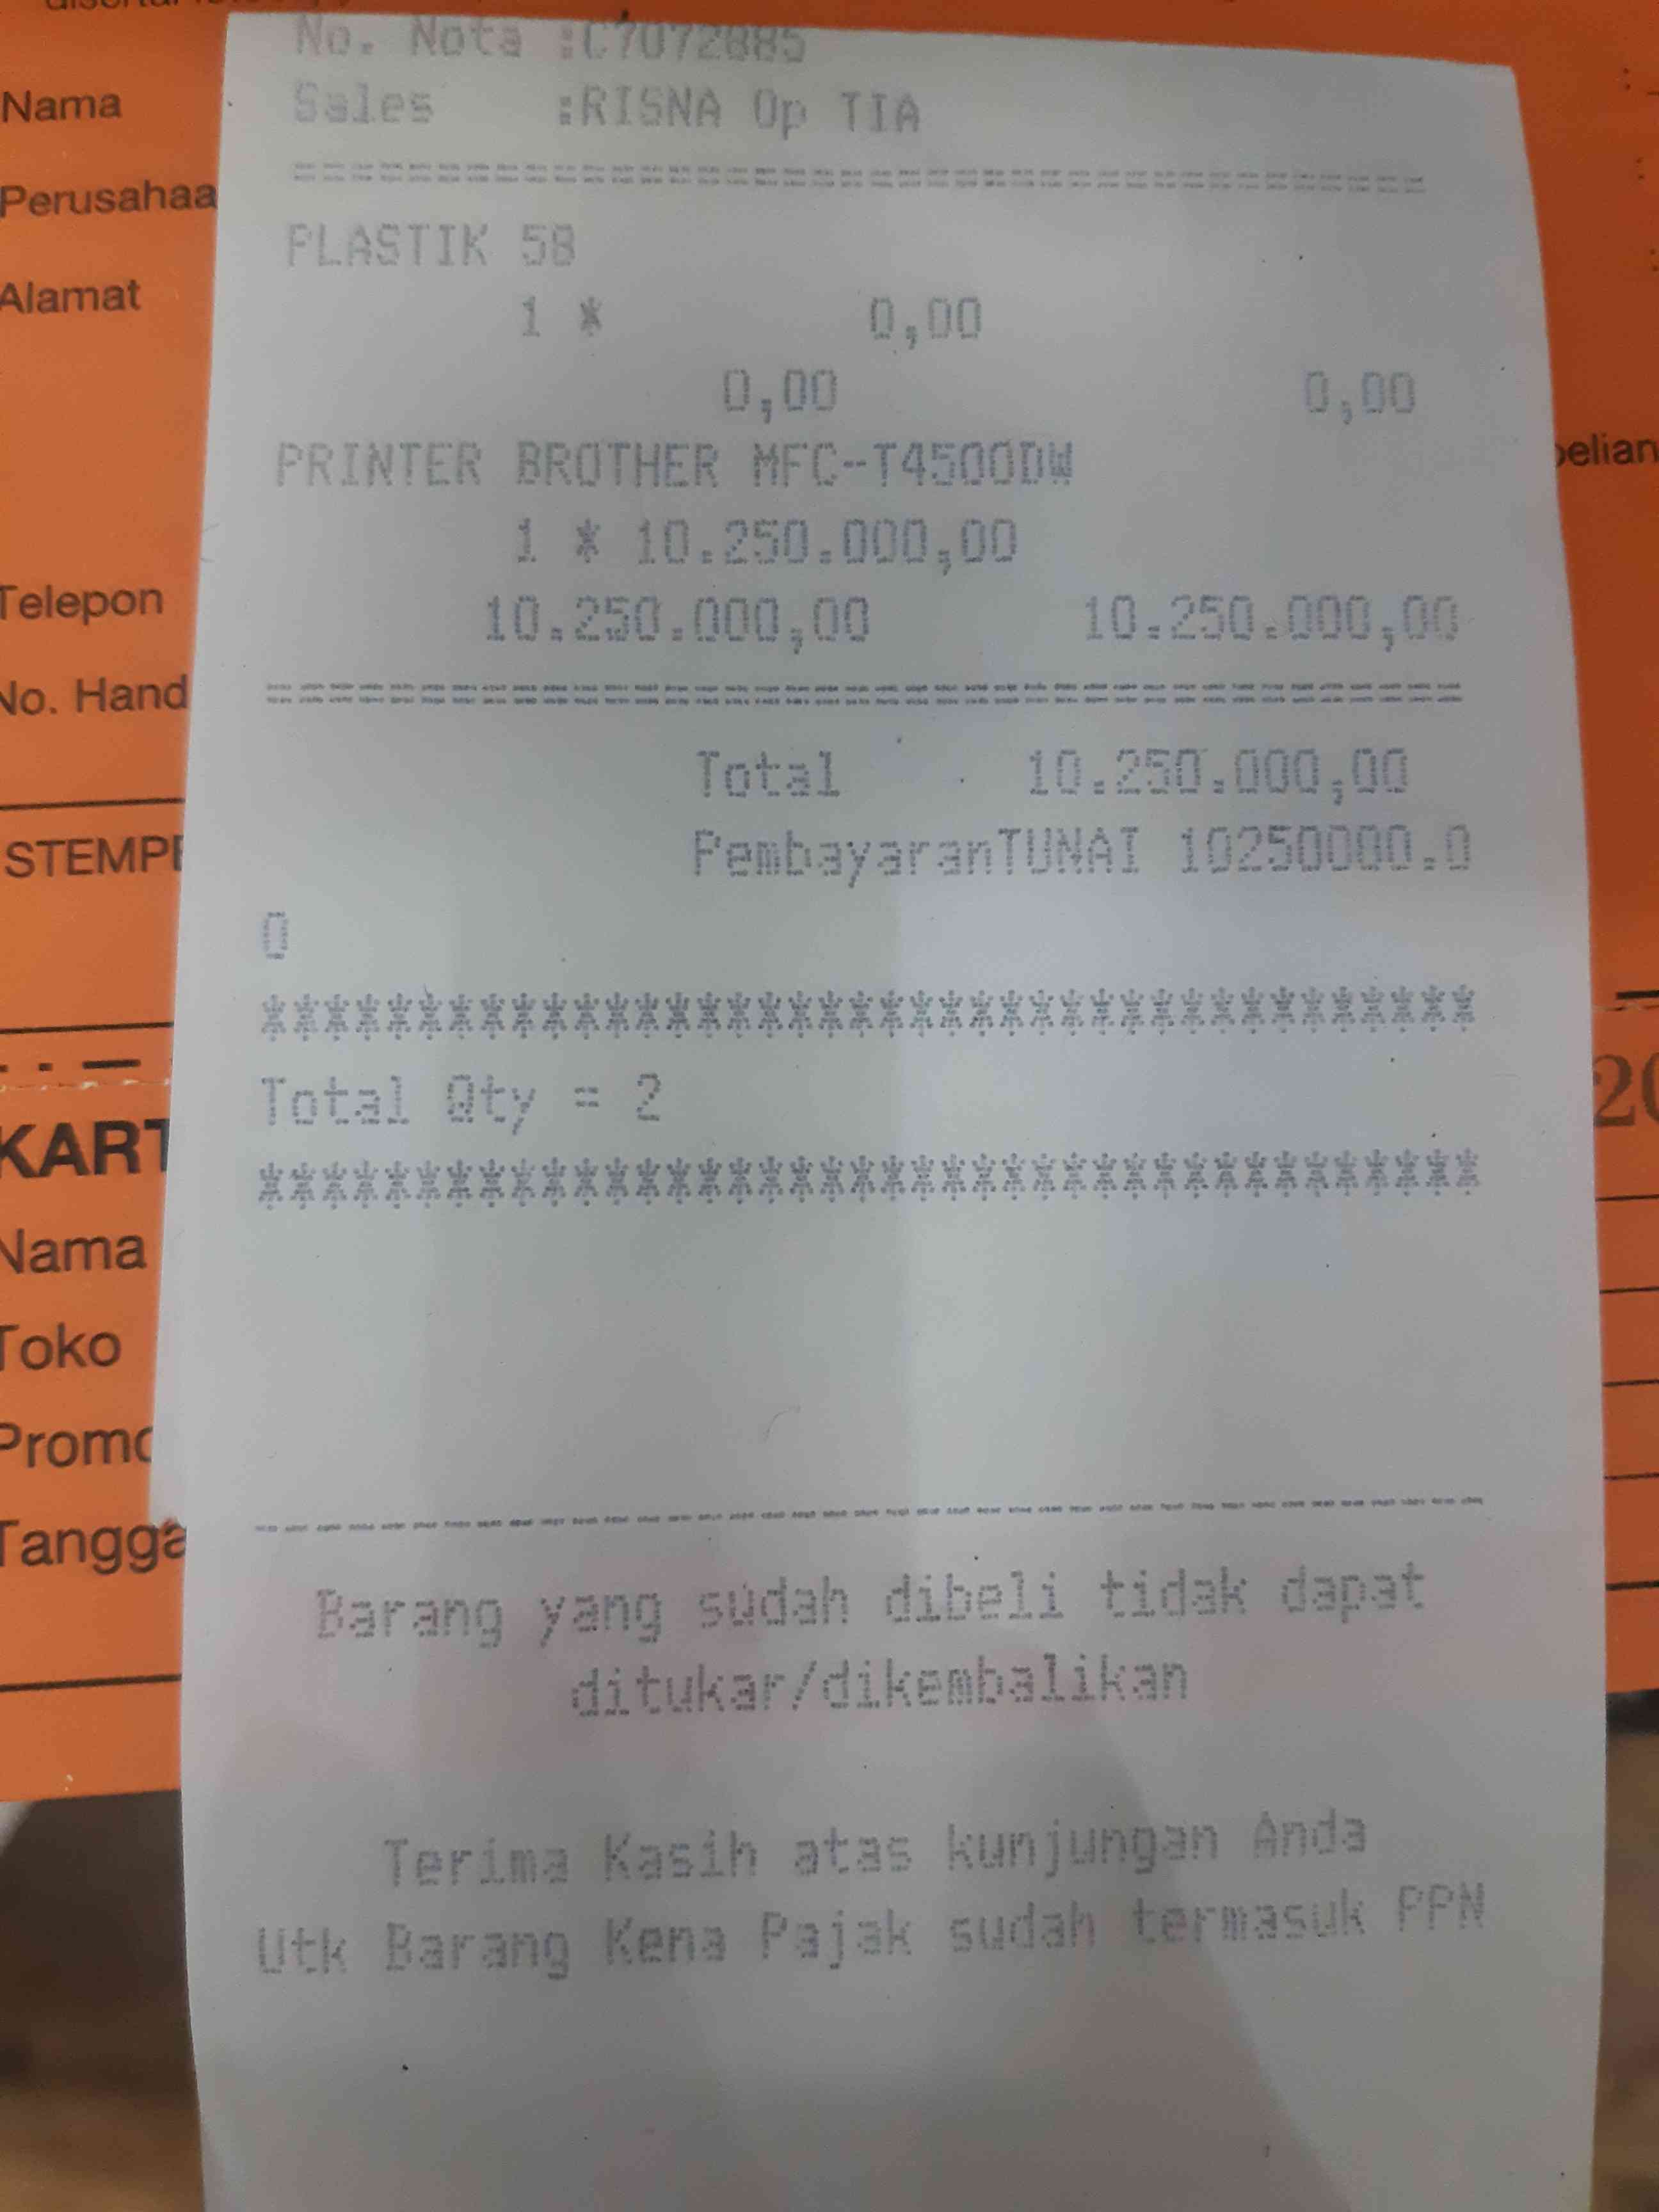 No. Nota :C7072885
Sales :RISNA Op TIA
PLASTIK 58
1 * 0,00
0,00 0,00
PRINTER BROTHER MFC-T4500DW
1 * 10.250.000,00
10.250.000,00 10.250.000,00
Total 10.250.000,00
PembayaranTUNAI 10250000.0
0
****************************************
Total Qty = 2
****************************************
Barang yang sudah dibeli tidak dapat
ditukar/dikembalikan
Terima Kasih atas kunjungan Anda
Utk Barang Kena Pajak sudah termasuk PPN
Nama
Perusahaa
Alamat
belian
Telepon
No. Hand
STEMPE
KART
20
Nama
Toko
Promo
Tangga